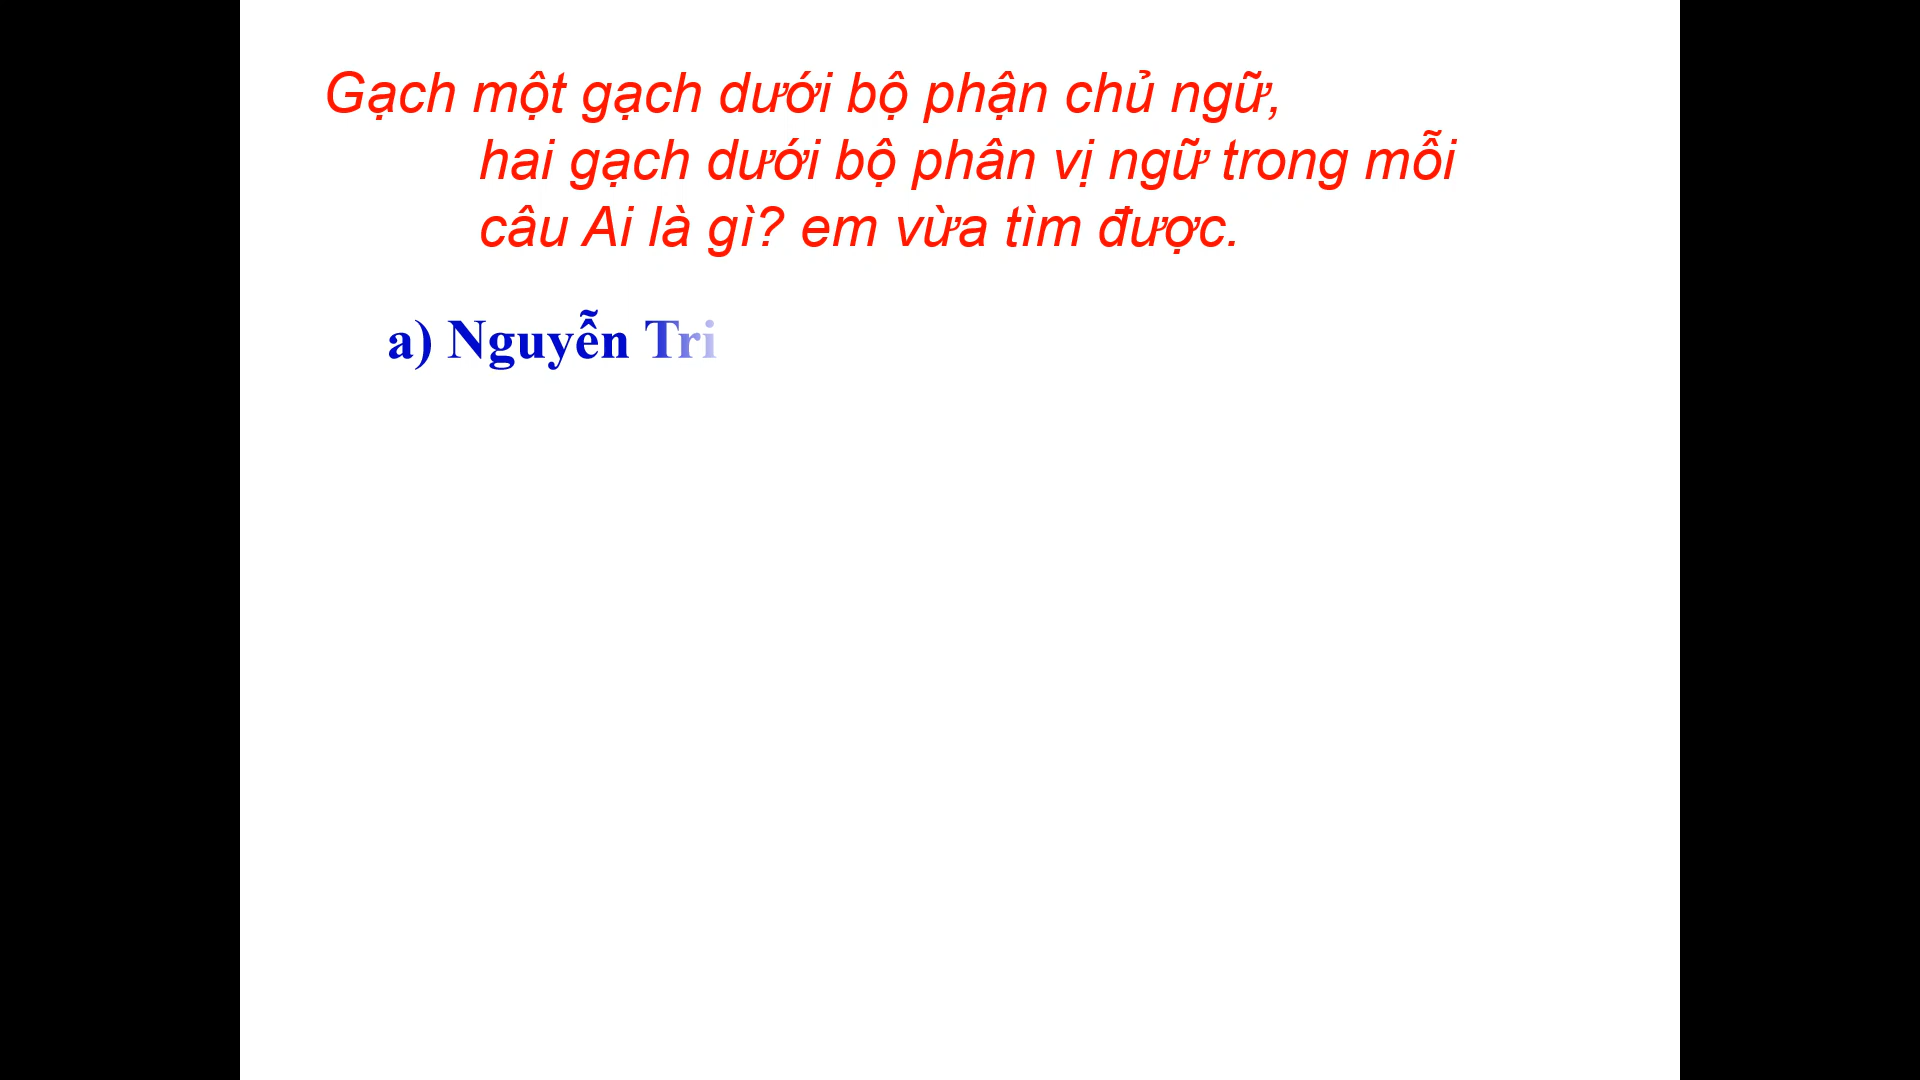 Gạch một gạch dưới bộ phận chủ ngữ,
hai gạch dưới bộ phân vị ngữ trong mỗi
câu Ai là gì? em vừa tìm được.
a) Nguyễn Tri